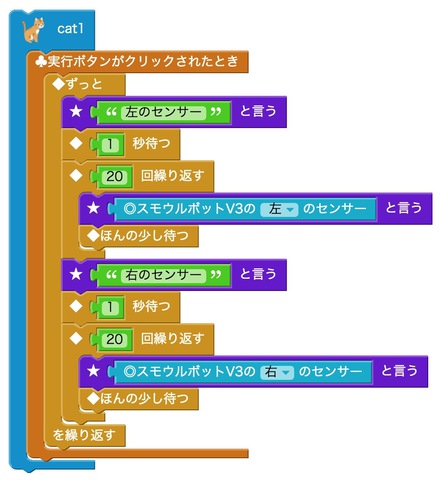 cat1
♣実行ボタンがクリックされたとき
◆ずっと
★ “ 左のセンサー ” と言う
◆ 1 秒待つ
◆ 20 回繰り返す
★ ◎スモウルボットV3の 左 のセンサー と言う
◆ほんの少し待つ
★ “ 右のセンサー ” と言う
◆ 1 秒待つ
◆ 20 回繰り返す
★ ◎スモウルボットV3の 右 のセンサー と言う
◆ほんの少し待つ
を繰り返す